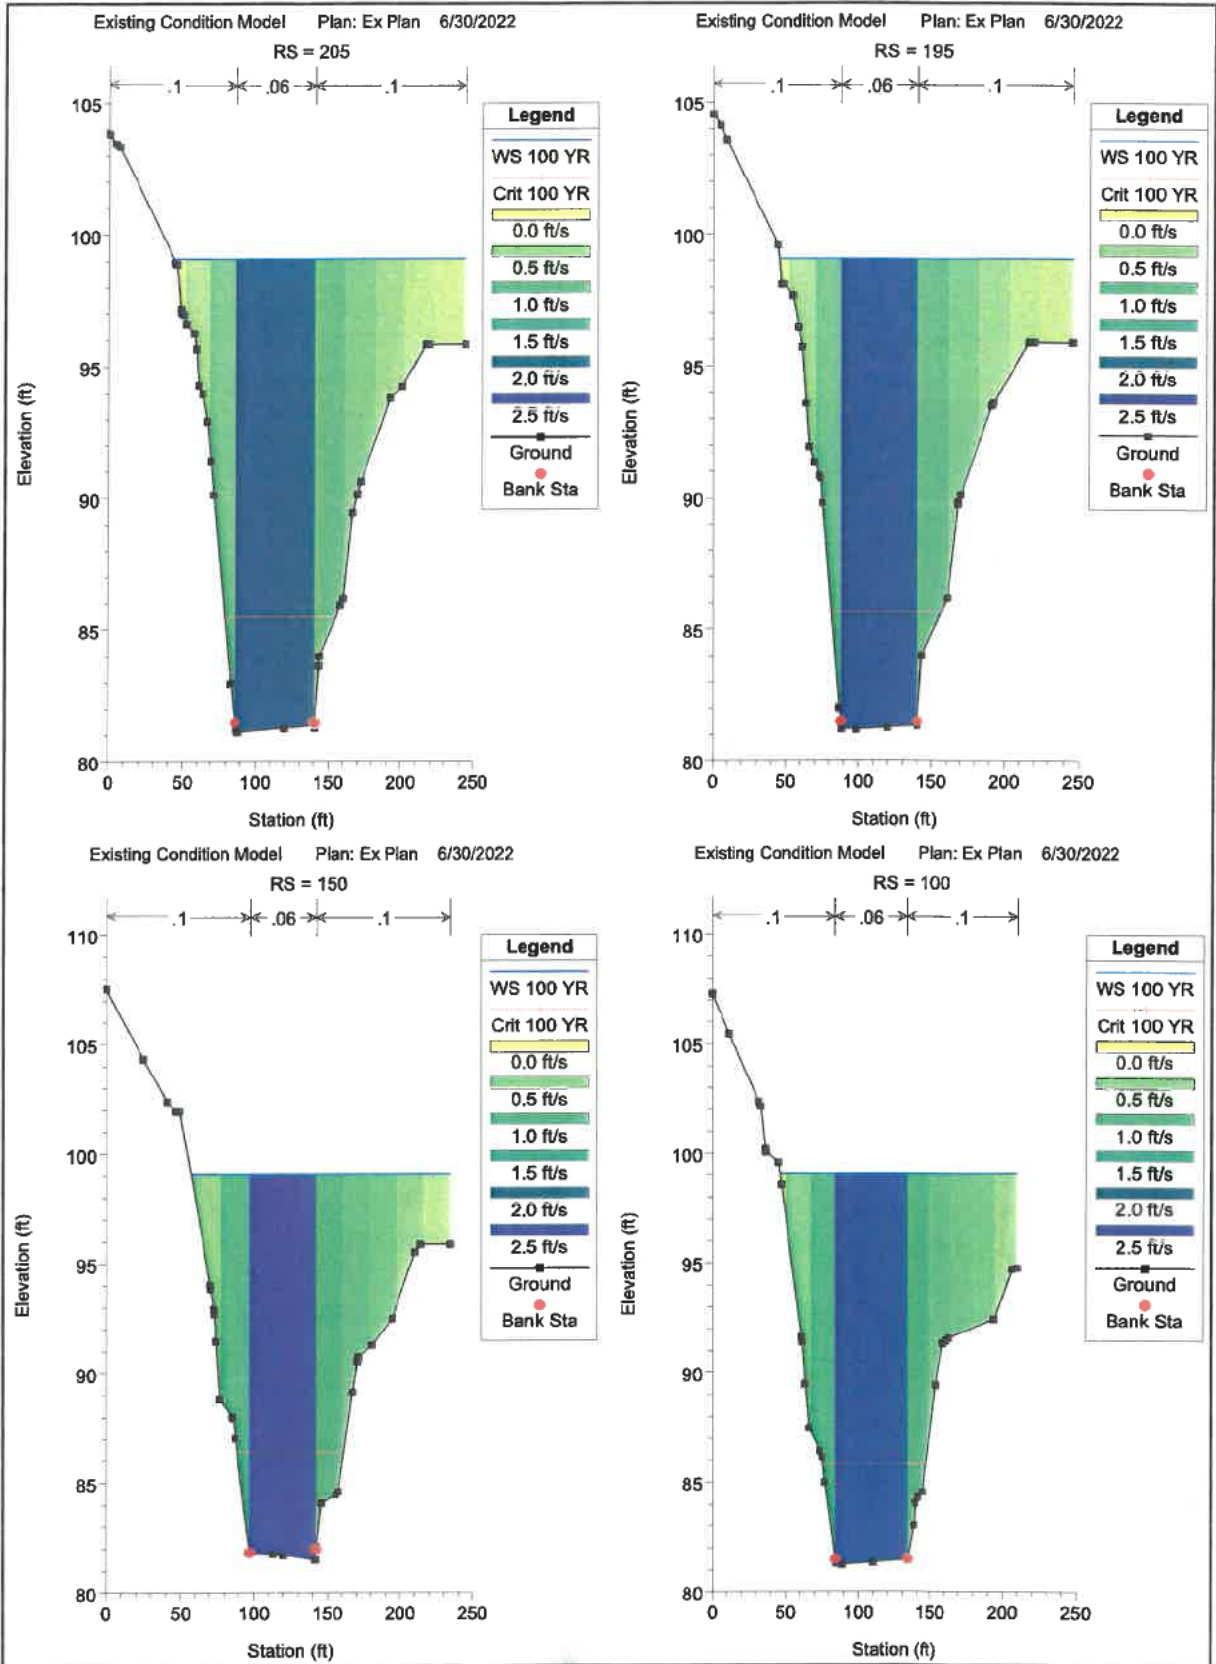 Existing Condition Model Plan: Ex Plan 6/30/2022
RS = 205
.1 .06 .1
105
100
95
90
85
80
Elevation (ft)
0 50 100 150 200 250
Station (ft)
Legend
WS 100 YR
Crit 100 YR
0.0 ft/s
0.5 ft/s
1.0 ft/s
1.5 ft/s
2.0 ft/s
2.5 ft/s
Ground
Bank Sta
Existing Condition Model Plan: Ex Plan 6/30/2022
RS = 195
.1 .06 .1
105
100
95
90
85
80
Elevation (ft)
0 50 100 150 200 250
Station (ft)
Legend
WS 100 YR
Crit 100 YR
0.0 ft/s
0.5 ft/s
1.0 ft/s
1.5 ft/s
2.0 ft/s
2.5 ft/s
Ground
Bank Sta
Existing Condition Model Plan: Ex Plan 6/30/2022
RS = 150
.1 .06 .1
110
105
100
95
90
85
80
Elevation (ft)
0 50 100 150 200 250
Station (ft)
Legend
WS 100 YR
Crit 100 YR
0.0 ft/s
0.5 ft/s
1.0 ft/s
1.5 ft/s
2.0 ft/s
2.5 ft/s
Ground
Bank Sta
Existing Condition Model Plan: Ex Plan 6/30/2022
RS = 100
.1 .06 .1
110
105
100
95
90
85
80
Elevation (ft)
0 50 100 150 200 250
Station (ft)
Legend
WS 100 YR
Crit 100 YR
0.0 ft/s
0.5 ft/s
1.0 ft/s
1.5 ft/s
2.0 ft/s
2.5 ft/s
Ground
Bank Sta